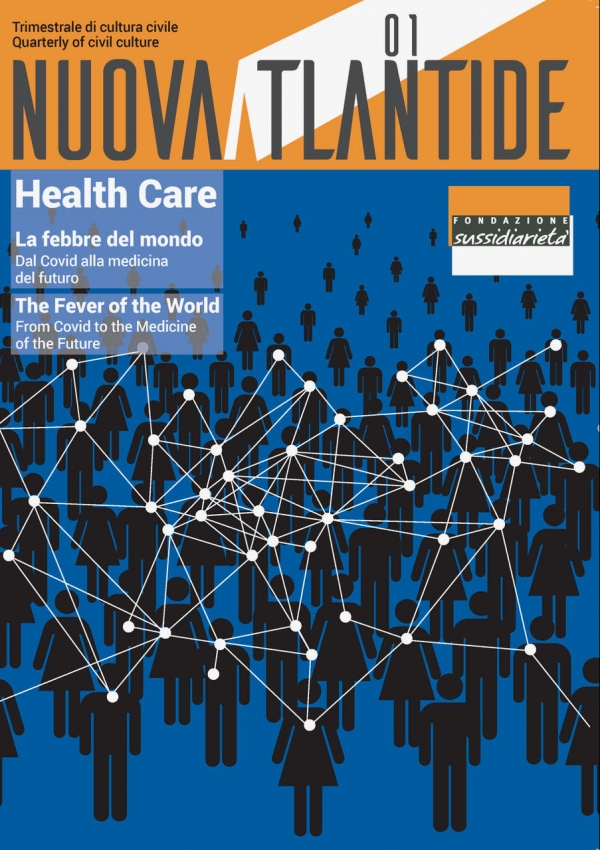 Trimestrale di cultura civile
Quarterly of civil culture
01
NUOVA ATLANTIDE
Health Care
La febbre del mondo
Dal Covid alla medicina
del futuro
The Fever of the World
From Covid to the Medicine
of the Future
FONDAZIONE
sussidiarietà